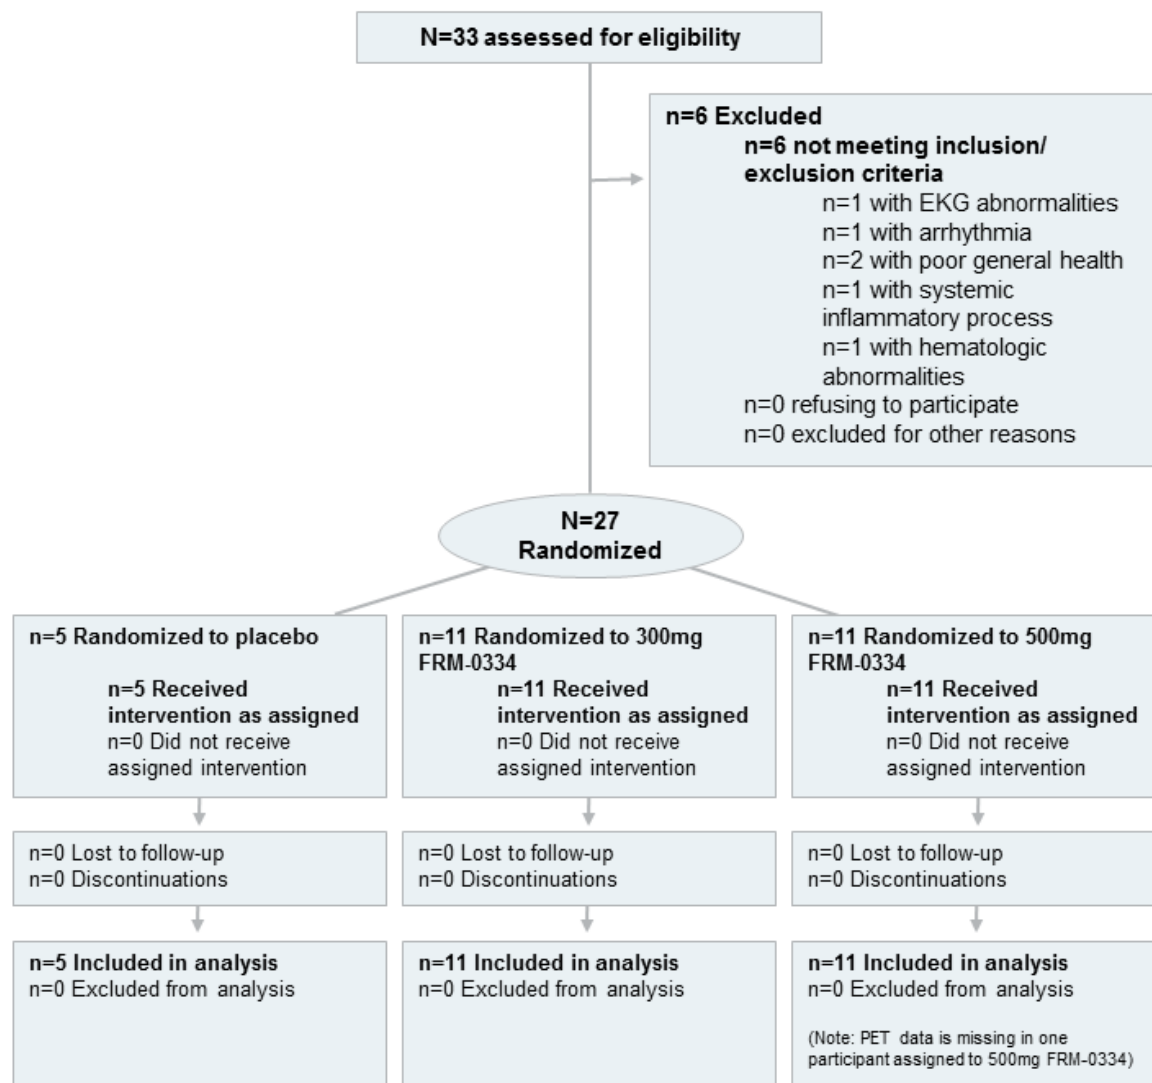 N=33 assessed for eligibility
n=6 Excluded
n=6 not meeting inclusion/
exclusion criteria
n=1 with EKG abnormalities
n=1 with arrhythmia
n=2 with poor general health
n=1 with systemic
inflammatory process
n=1 with hematologic
abnormalities
n=0 refusing to participate
n=0 excluded for other reasons
N=27
Randomized
n=5 Randomized to placebo
n=5 Received
intervention as assigned
n=0 Did not receive
assigned intervention
n=11 Randomized to 300mg
FRM-0334
n=11 Received
intervention as assigned
n=0 Did not receive
assigned intervention
n=11 Randomized to 500mg
FRM-0334
n=11 Received
intervention as assigned
n=0 Did not receive
assigned intervention
n=0 Lost to follow-up
n=0 Discontinuations
n=0 Lost to follow-up
n=0 Discontinuations
n=0 Lost to follow-up
n=0 Discontinuations
n=5 Included in analysis
n=0 Excluded from analysis
n=11 Included in analysis
n=0 Excluded from analysis
n=11 Included in analysis
n=0 Excluded from analysis
(Note: PET data is missing in one
participant assigned to 500mg FRM-0334)